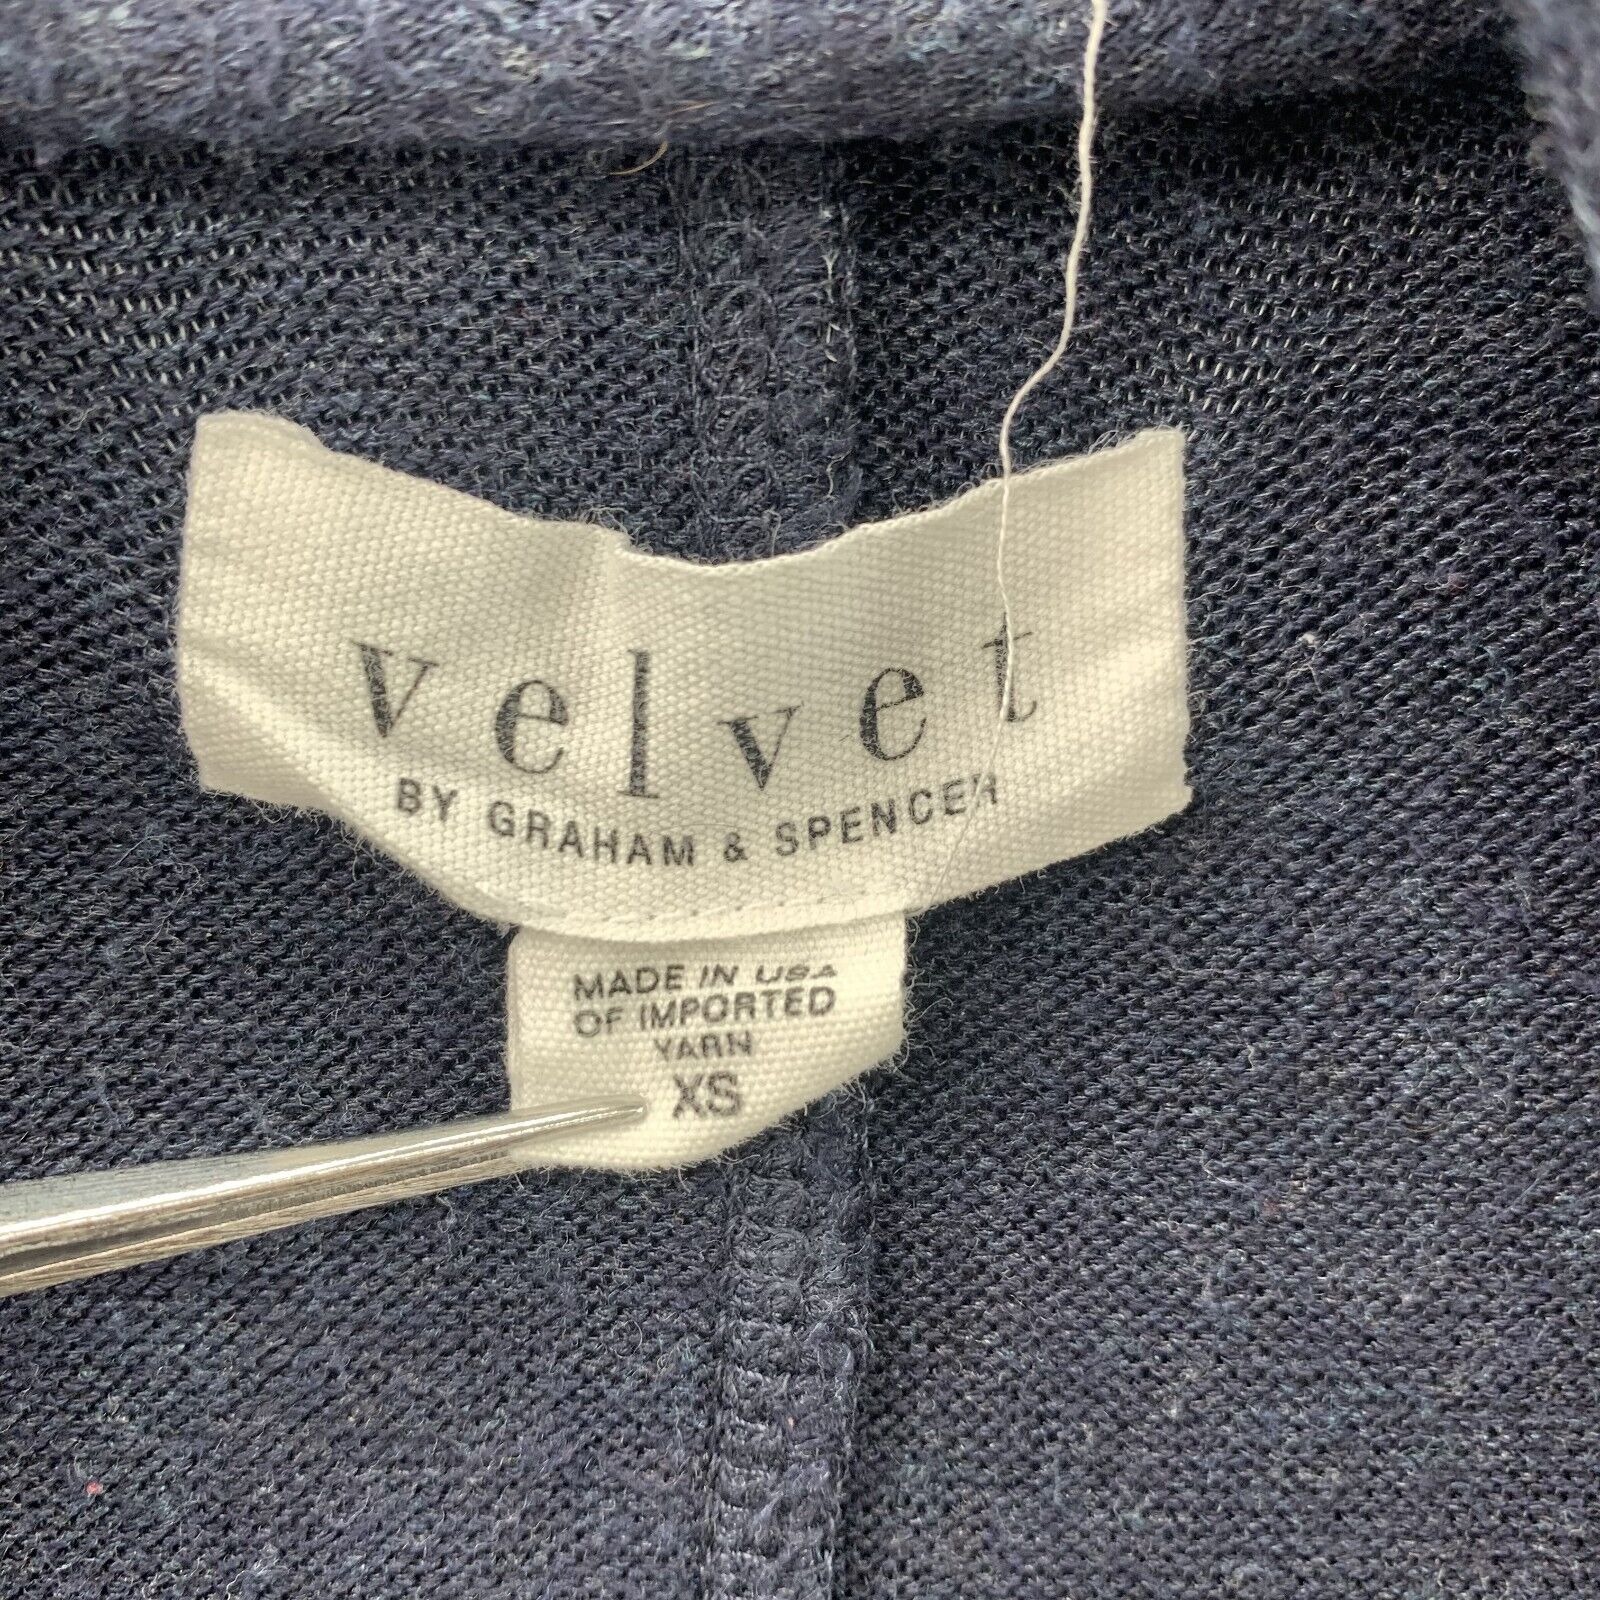 velvet
BY GRAHAM & SPENCER
MADE IN USA
OF IMPORTED
YARN
XS